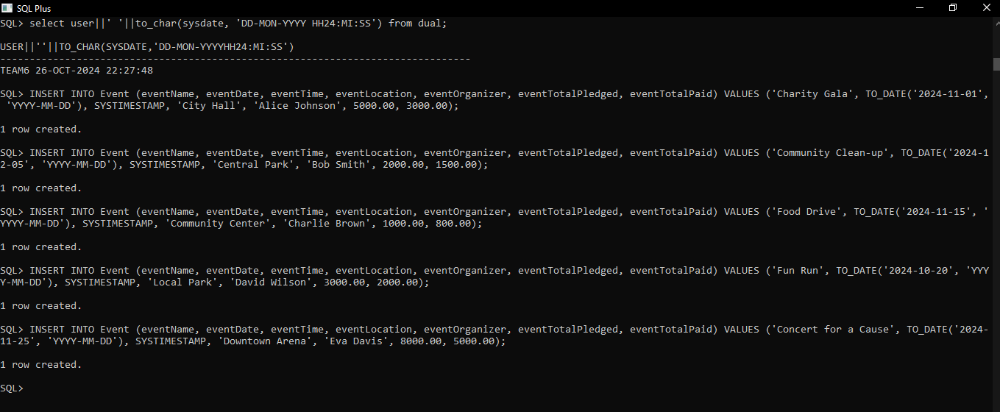 SQL Plus
SQL> select user||' '||to_char(sysdate, 'DD-MON-YYYY HH24:MI:SS') from dual;
USER||''||TO_CHAR(SYSDATE,'DD-MON-YYYYHH24:MI:SS')
--------------------------------------------------------------------------------
TEAM6 26-OCT-2024 22:27:48
SQL> INSERT INTO Event (eventName, eventDate, eventTime, eventLocation, eventOrganizer, eventTotalPledged, eventTotalPaid) VALUES ('Charity Gala', TO_DATE('2024-11-01',
 'YYYY-MM-DD'), SYSTIMESTAMP, 'City Hall', 'Alice Johnson', 5000.00, 3000.00);
1 row created.
SQL> INSERT INTO Event (eventName, eventDate, eventTime, eventLocation, eventOrganizer, eventTotalPledged, eventTotalPaid) VALUES ('Community Clean-up', TO_DATE('2024-1
2-05', 'YYYY-MM-DD'), SYSTIMESTAMP, 'Central Park', 'Bob Smith', 2000.00, 1500.00);
1 row created.
SQL> INSERT INTO Event (eventName, eventDate, eventTime, eventLocation, eventOrganizer, eventTotalPledged, eventTotalPaid) VALUES ('Food Drive', TO_DATE('2024-11-15', '
YYYY-MM-DD'), SYSTIMESTAMP, 'Community Center', 'Charlie Brown', 1000.00, 800.00);
1 row created.
SQL> INSERT INTO Event (eventName, eventDate, eventTime, eventLocation, eventOrganizer, eventTotalPledged, eventTotalPaid) VALUES ('Fun Run', TO_DATE('2024-10-20', 'YYY
Y-MM-DD'), SYSTIMESTAMP, 'Local Park', 'David Wilson', 3000.00, 2000.00);
1 row created.
SQL> INSERT INTO Event (eventName, eventDate, eventTime, eventLocation, eventOrganizer, eventTotalPledged, eventTotalPaid) VALUES ('Concert for a Cause', TO_DATE('2024-
11-25', 'YYYY-MM-DD'), SYSTIMESTAMP, 'Downtown Arena', 'Eva Davis', 8000.00, 5000.00);
1 row created.
SQL>